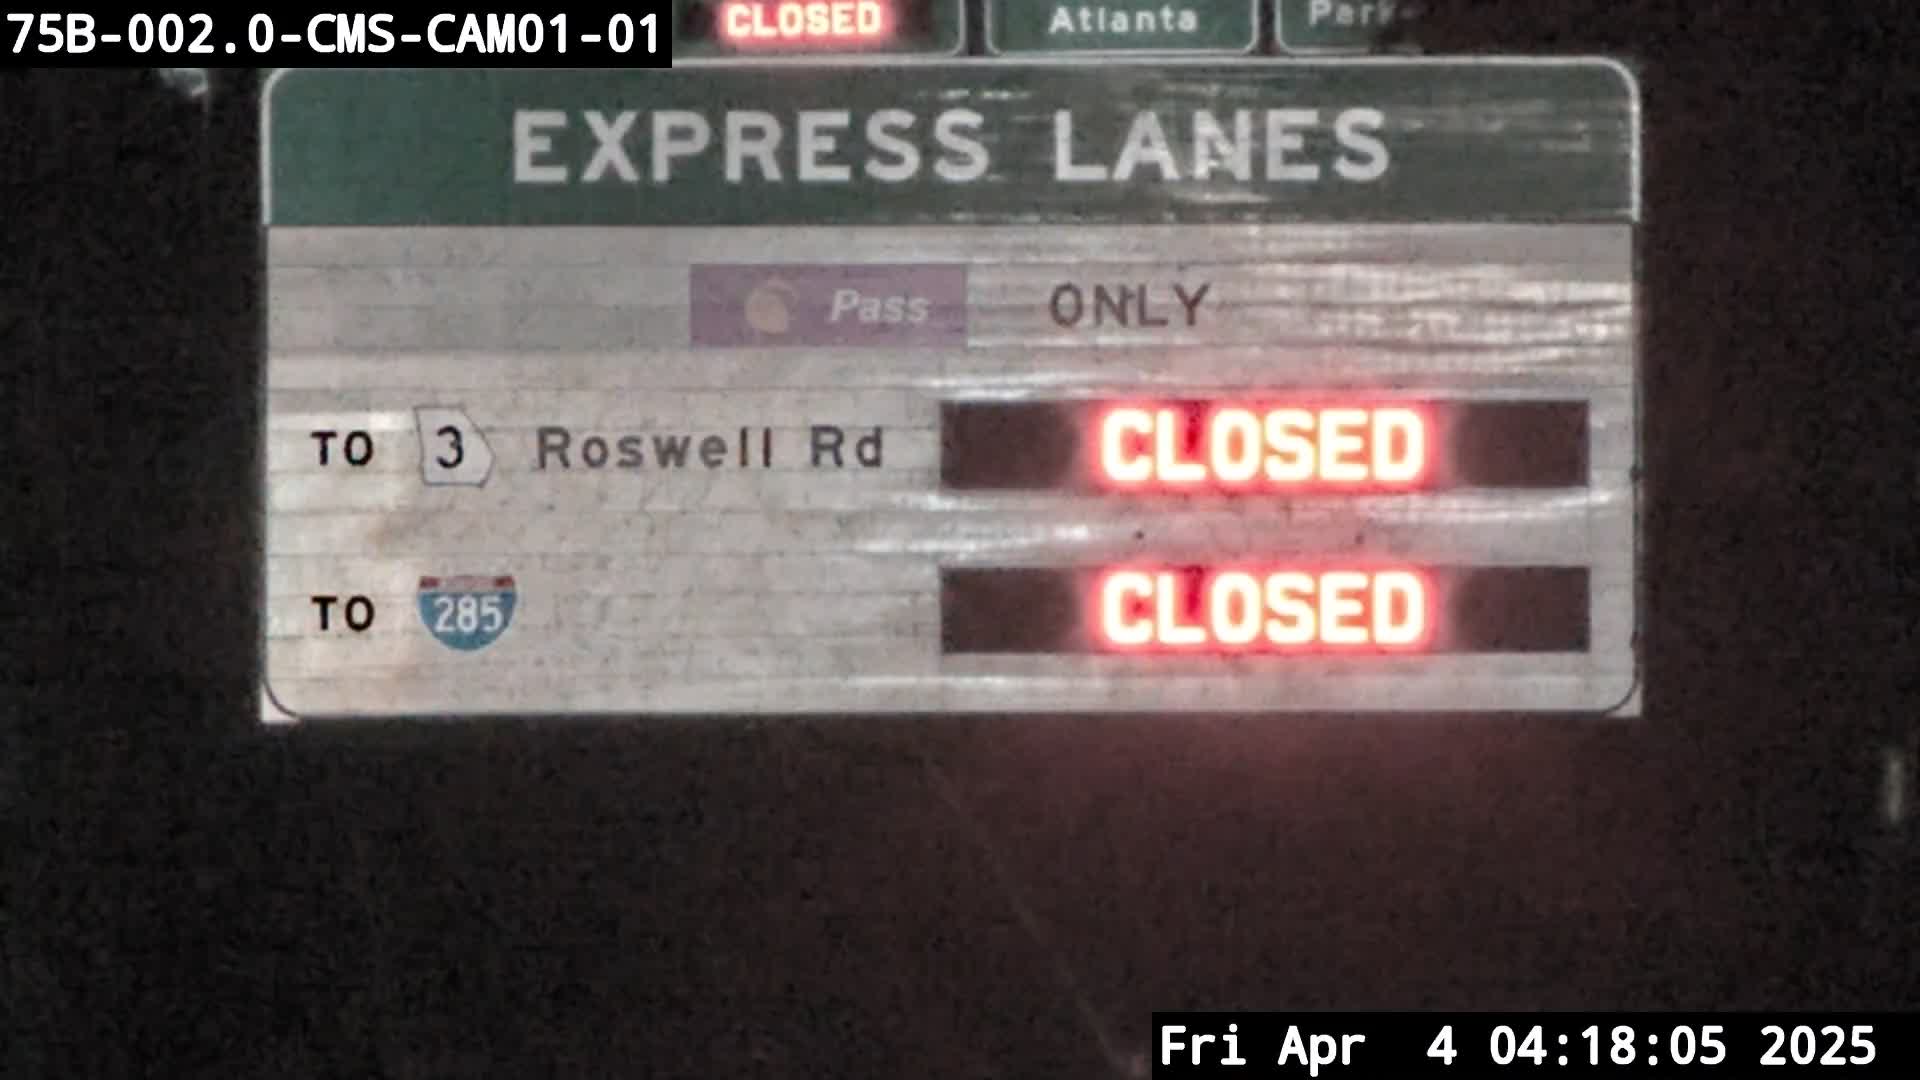 75B-002.0-CMS-CAM01-01
CLOSED
Atlanta
EXPRESS LANES
Pass ONLY
TO 3 Roswell Rd CLOSED
TO 285 CLOSED
Fri Apr 4 04:18:05 2025